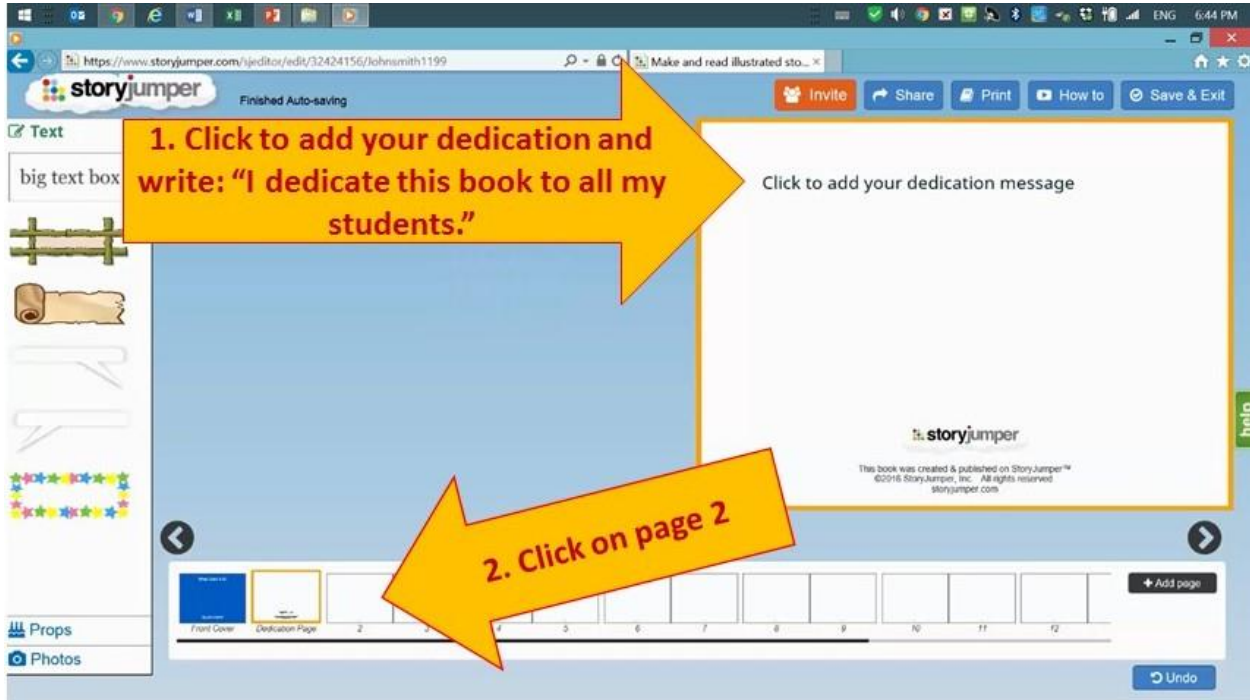 ENG 6:44 PM
https://www.storyjumper.com/sjeditor/edit/32424156/Johnsmith1199
Make and read illustrated sto...
storyjumper
Finished Auto-saving
Invite
Share
Print
How to
Save & Exit
Text
big text box
1. Click to add your dedication and
write: “I dedicate this book to all my
students.”
Click to add your dedication message
storyjumper
This book was created & published on StoryJumper™
©2016 StoryJumper, Inc. All rights reserved
storyjumper.com
help
2. Click on page 2
Front Cover Dedication Page 2 3 4 5 6 7 8 9 10 11 12
+ Add page
Props
Photos
Undo